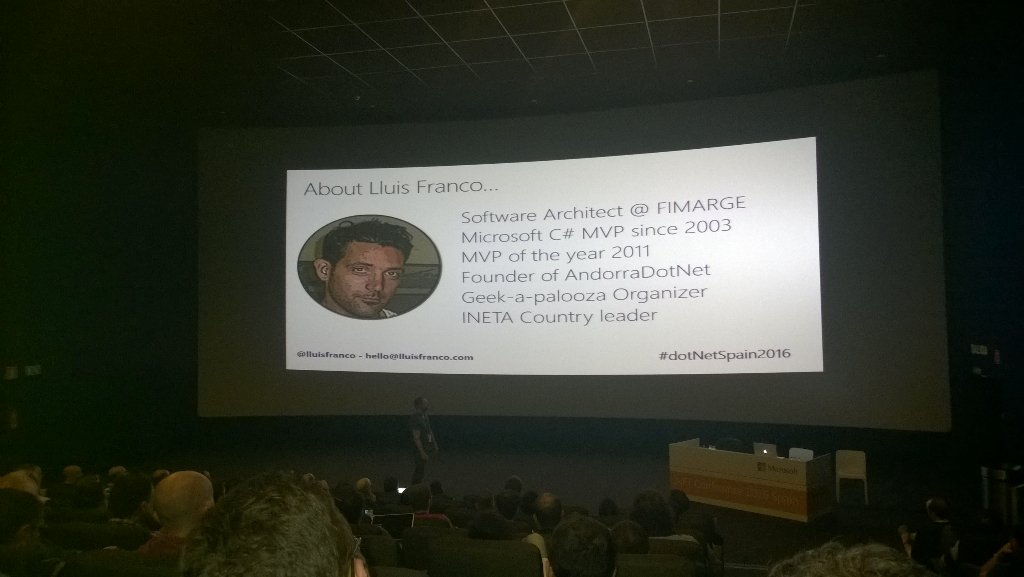 About Lluis Franco...
Software Architect @ FIMARGE
Microsoft C# MVP since 2003
MVP of the year 2011
Founder of AndorraDotNet
Geek-a-palooza Organizer
INETA Country leader
@lluisfranco - hello@lluisfranco.com
#dotNetSpain2016
Microsoft